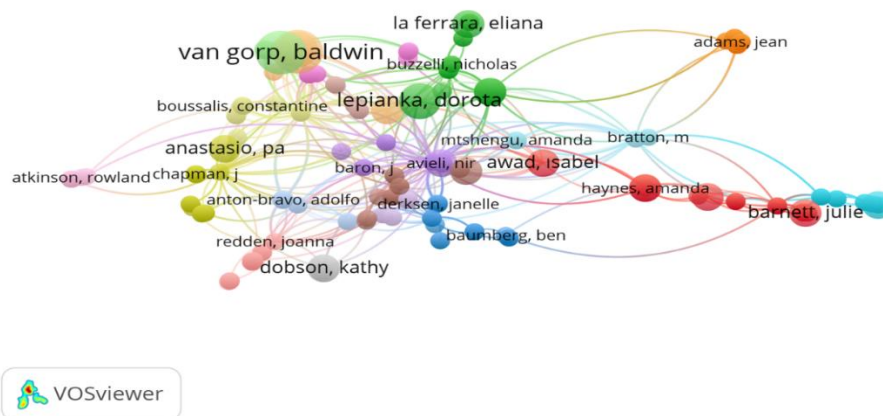 la ferrara, eliana
adams, jean
van gorp, baldwin
buzzelli, nicholas
lepianka, dorota
boussalis, constantine
mtshengu, amanda
bratton, m
anastasio, pa
avieli, nir
awad, ısabel
baron, j
atkinson, rowland
chapman, j
haynes, amanda
anton-bravo, adolfo
derksen, janelle
barnett, julie
redden, joanna
baumberg, ben
dobson, kathy
VOSviewer